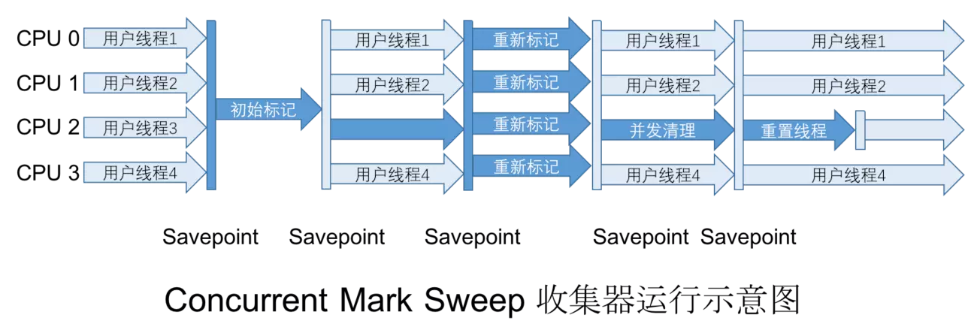 CPU 0 用户线程1 用户线程1 重新标记 用户线程1 用户线程1
CPU 1 用户线程2 用户线程2 重新标记 用户线程2 用户线程2
初始标记
CPU 2 用户线程3 重新标记 并发清理 重置线程
CPU 3 用户线程4 用户线程4 重新标记 用户线程4 用户线程4
Savepoint Savepoint Savepoint Savepoint Savepoint
Concurrent Mark Sweep 收集器运行示意图